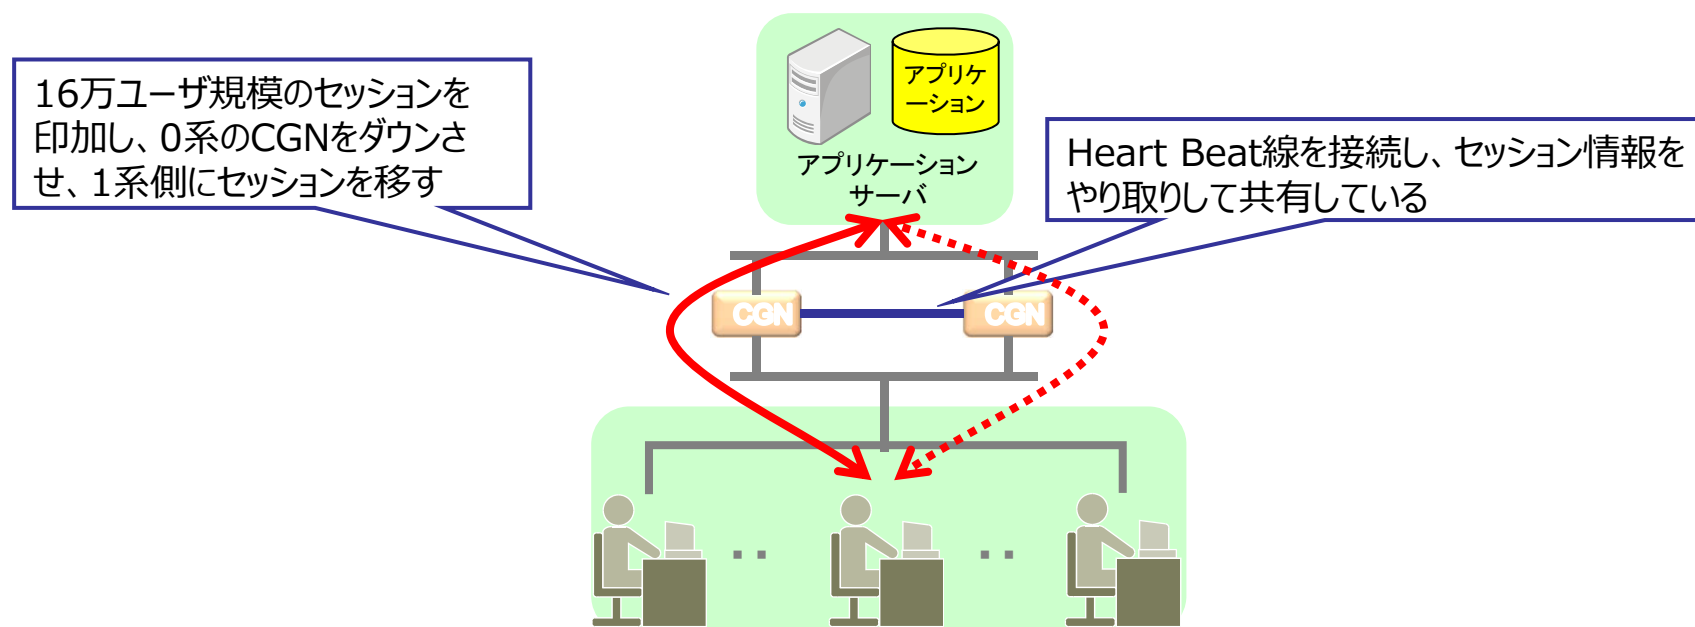 アプリケ
ーション
アプリケーション
サーバ
16万ユーザ規模のセッションを
印加し、0系のCGNをダウンさ
せ、1系側にセッションを移す
Heart Beat線を接続し、セッション情報を
やり取りして共有している
CGN
CGN